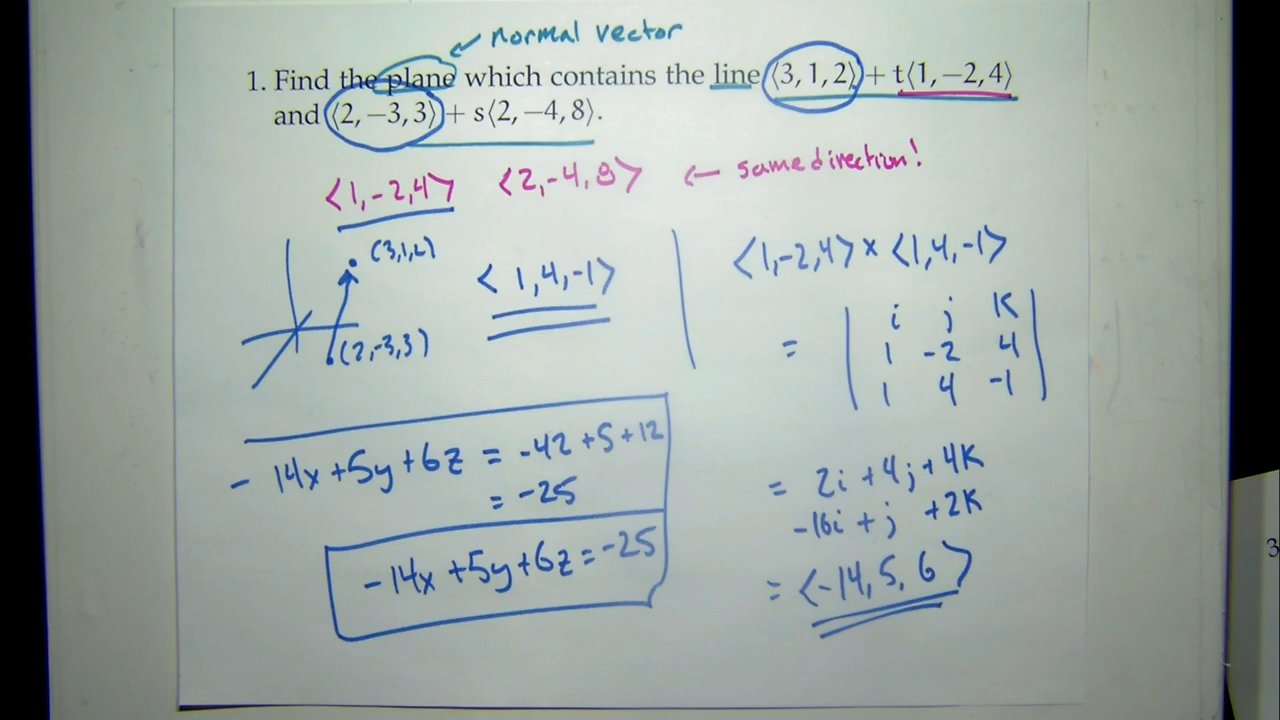 normal vector
1. Find the plane which contains the line ⟨3, 1, 2⟩ + t⟨1, −2, 4⟩
and ⟨2, −3, 3⟩ + s⟨2, −4, 8⟩.
<1,-2,4> <2,-4,8> ← same direction!
(3,1,2)
<1,4,-1>
(2,-3,3)
<1,-2,4> × <1,4,-1>
= | i j K |
| 1 -2 4 |
| 1 4 -1 |
= 2i + 4j + 4K
-16i + j + 2K
= <-14, 5, 6>
-14x + 5y + 6z = -42 + 5 + 12
= -25
-14x + 5y + 6z = -25
3